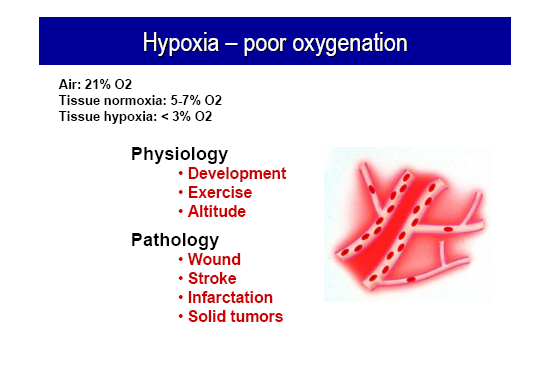 Hypoxia – poor oxygenation
Air: 21% O2
Tissue normoxia: 5-7% O2
Tissue hypoxia: < 3% O2
Physiology
• Development
• Exercise
• Altitude
Pathology
• Wound
• Stroke
• Infarctation
• Solid tumors